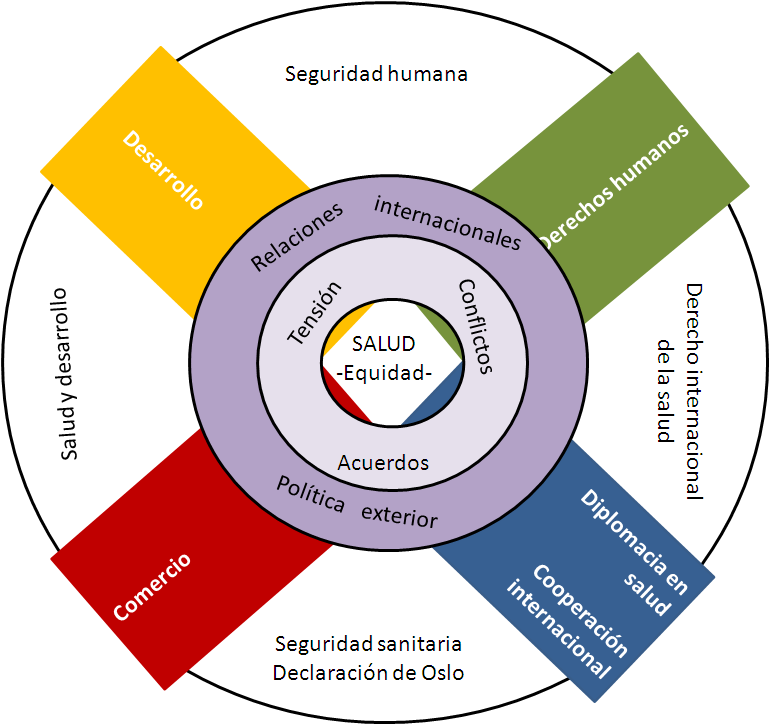 Seguridad humana
Desarrollo
Derechos humanos
Relaciones internacionales
Tensión
Conflictos
SALUD
-Equidad-
Salud y desarrollo
Derecho internacional
de la salud
Acuerdos
Política exterior
Comercio
Diplomacia en
salud
Cooperación
internacional
Seguridad sanitaria
Declaración de Oslo